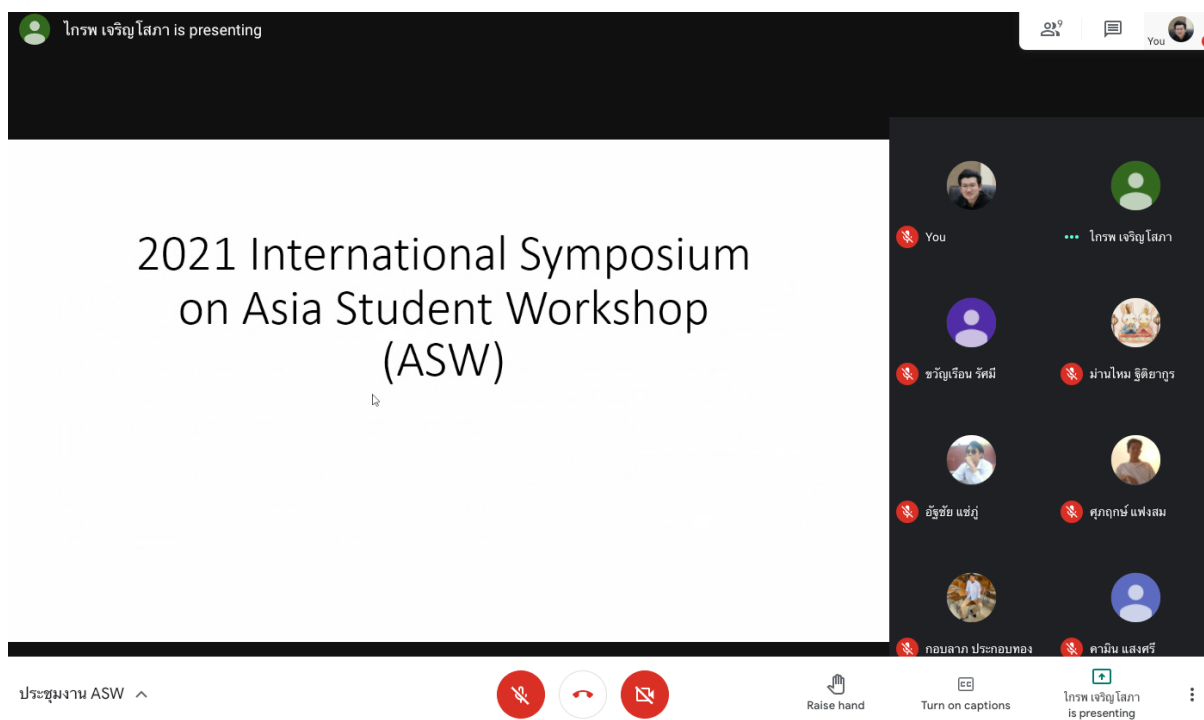 ไกรพ เจริญโสภา is presenting
9
You
2021 International Symposium
on Asia Student Workshop
(ASW)
You
ไกรพ เจริญโสภา
ขวัญเรือน รัศมี
ม่านไหม ฐิติยากูร
อัฐชัย แซ่ภู่
ศุภฤกษ์ แฟงสม
กอบลาภ ประกอบทอง
คามิน แสงศรี
ประชุมงาน ASW
Raise hand
CC
Turn on captions
ไกรพ เจริญโสภา
is presenting